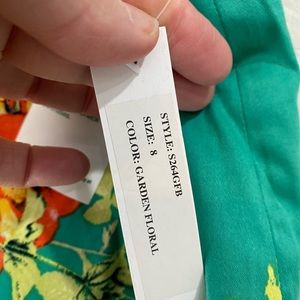 STYLE: S264GFB
SIZE: 8
COLOR: GARDEN FLORAL